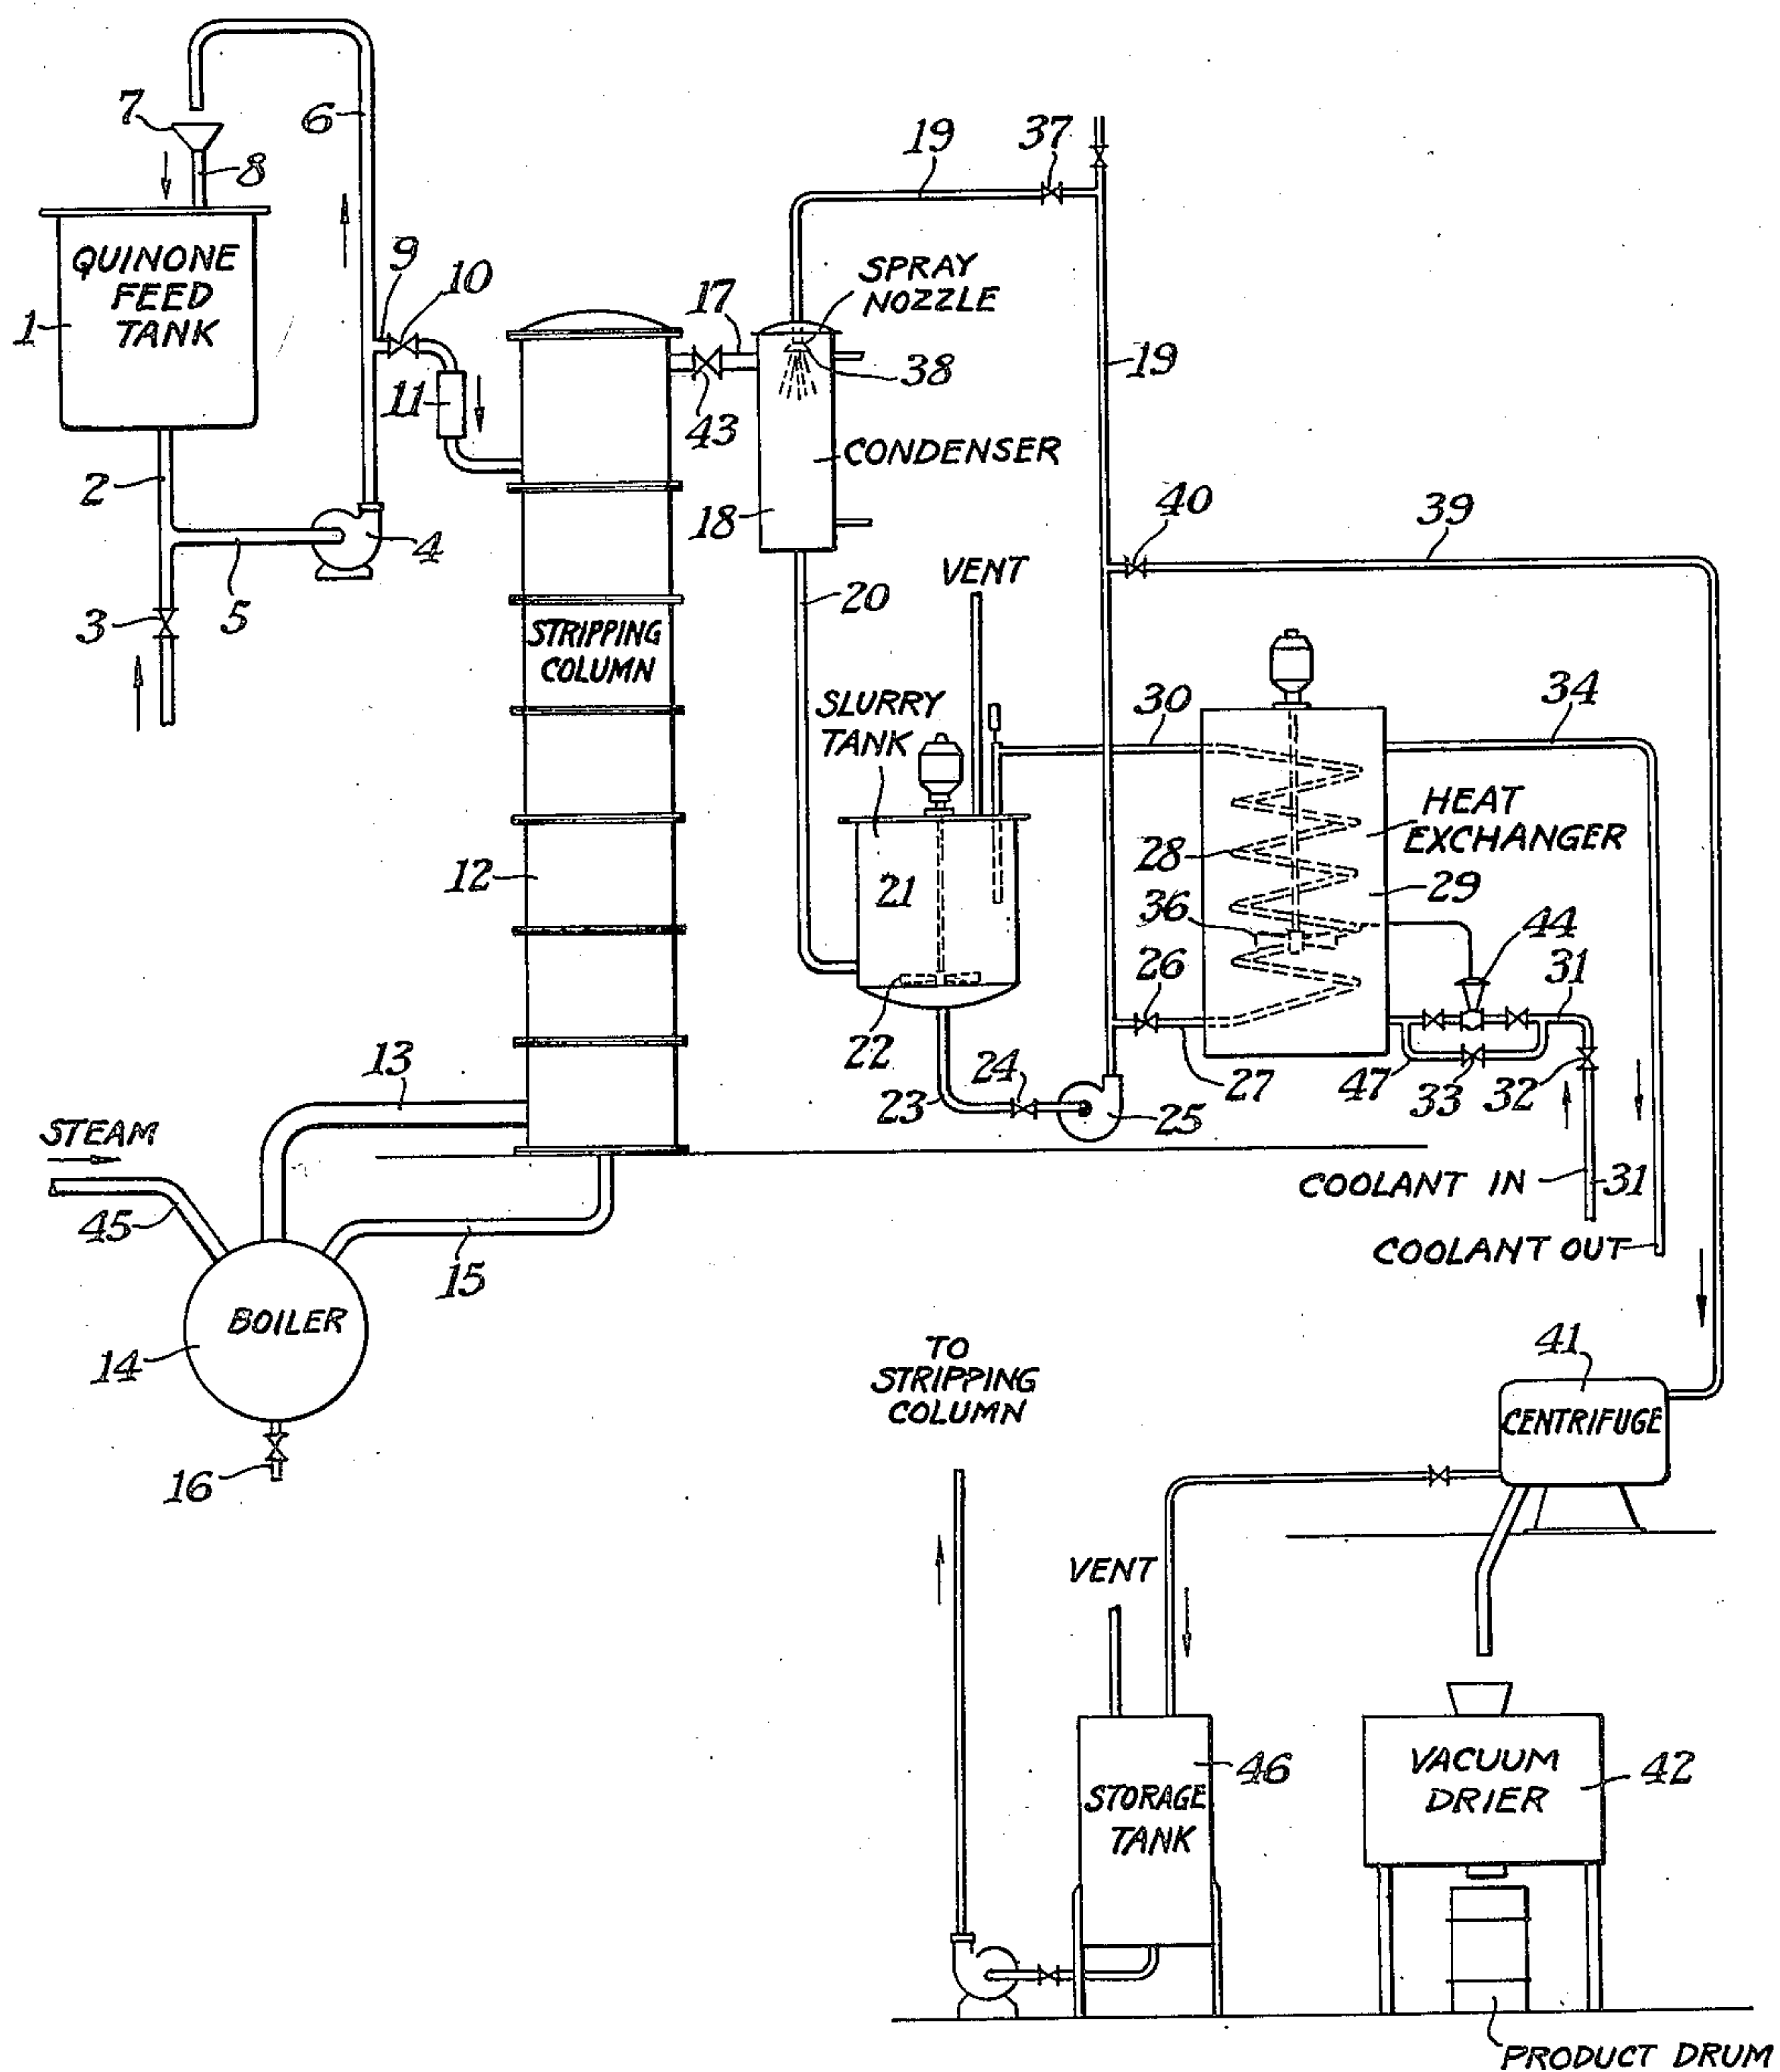 7
6
8
QUINONE
FEED
TANK
1
9
10
11
2
3
5
4
19
37
SPRAY
NOZZLE
17
38
43
CONDENSER
18
19
40
39
VENT
20
STRIPPING
COLUMN
SLURRY
TANK
30
34
HEAT
EXCHANGER
12
21
28
29
36
44
26
31
22
24
23
25
27
47
33
32
13
STEAM
45
15
COOLANT IN
31
COOLANT OUT
BOILER
14
16
TO
STRIPPING
COLUMN
41
CENTRIFUGE
VENT
46
STORAGE
TANK
VACUUM
DRIER
42
PRODUCT DRUM